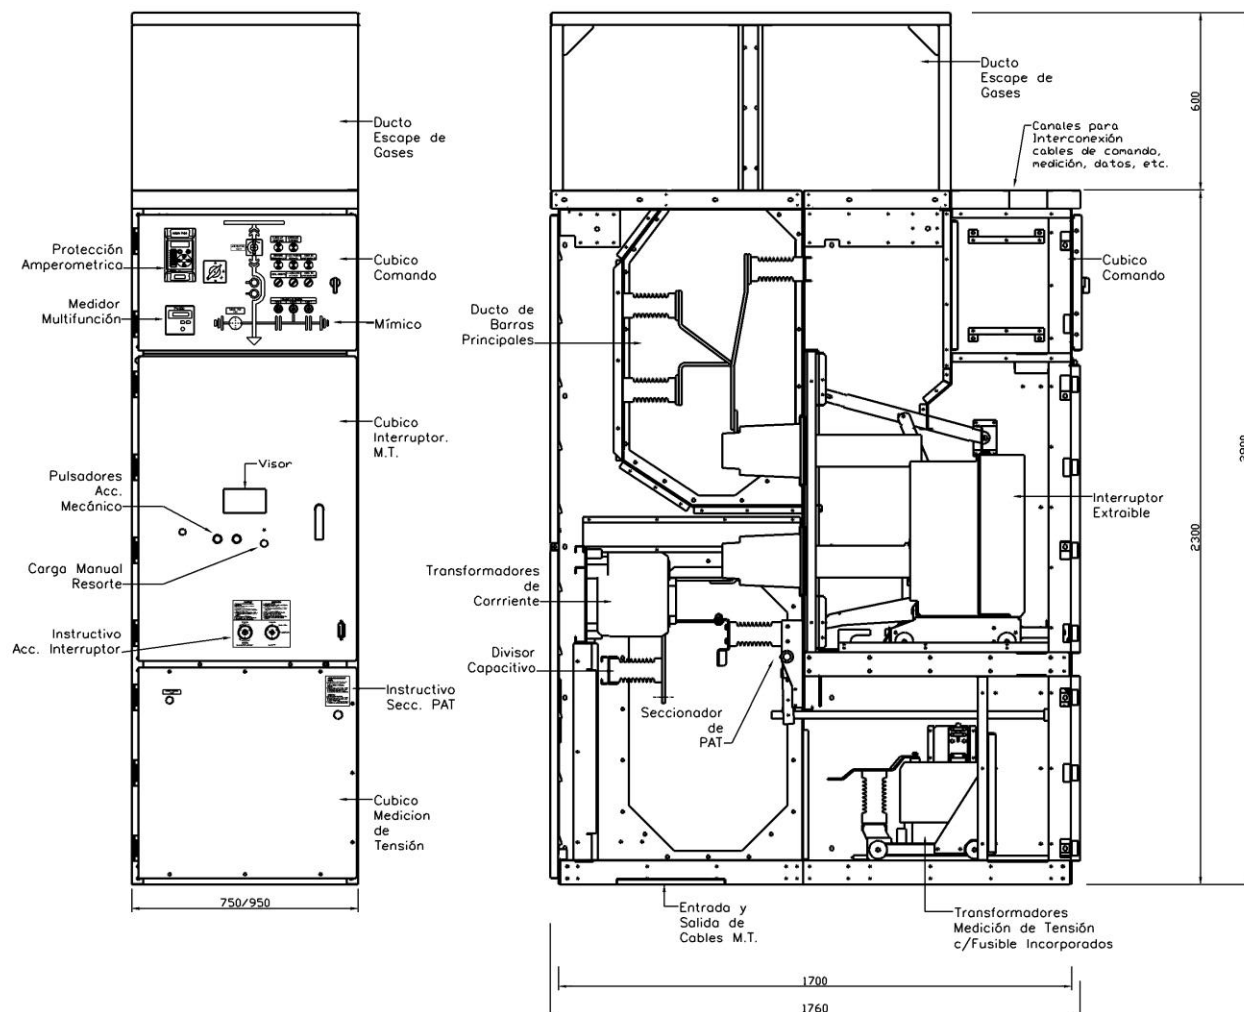 Ducto
Escape de
Gases
Protección
Amperometrica
Cubico
Comando
Medidor
Multifunción
Mímico
Cubico
Interruptor.
M.T.
Visor
Pulsadores
Acc.
Mecánico
Carga Manual
Resorte
Instructivo
Acc. Interruptor
Instructivo
Secc. PAT
Cubico
Medicion
de
Tensión
750/950
Ducto
Escape de
Gases
Canales para
Interconexión
cables de comando,
medición, datos, etc.
600
Cubico
Comando
Ducto de
Barras
Principales
Interruptor
Extraible
2300
Transformadores
de
Corrriente
Divisor
Capacitivo
Seccionador
de
PAT
Entrada y
Salida de
Cables M.T.
Transformadores
Medición de Tensión
c/Fusible Incorporados
1700
1760